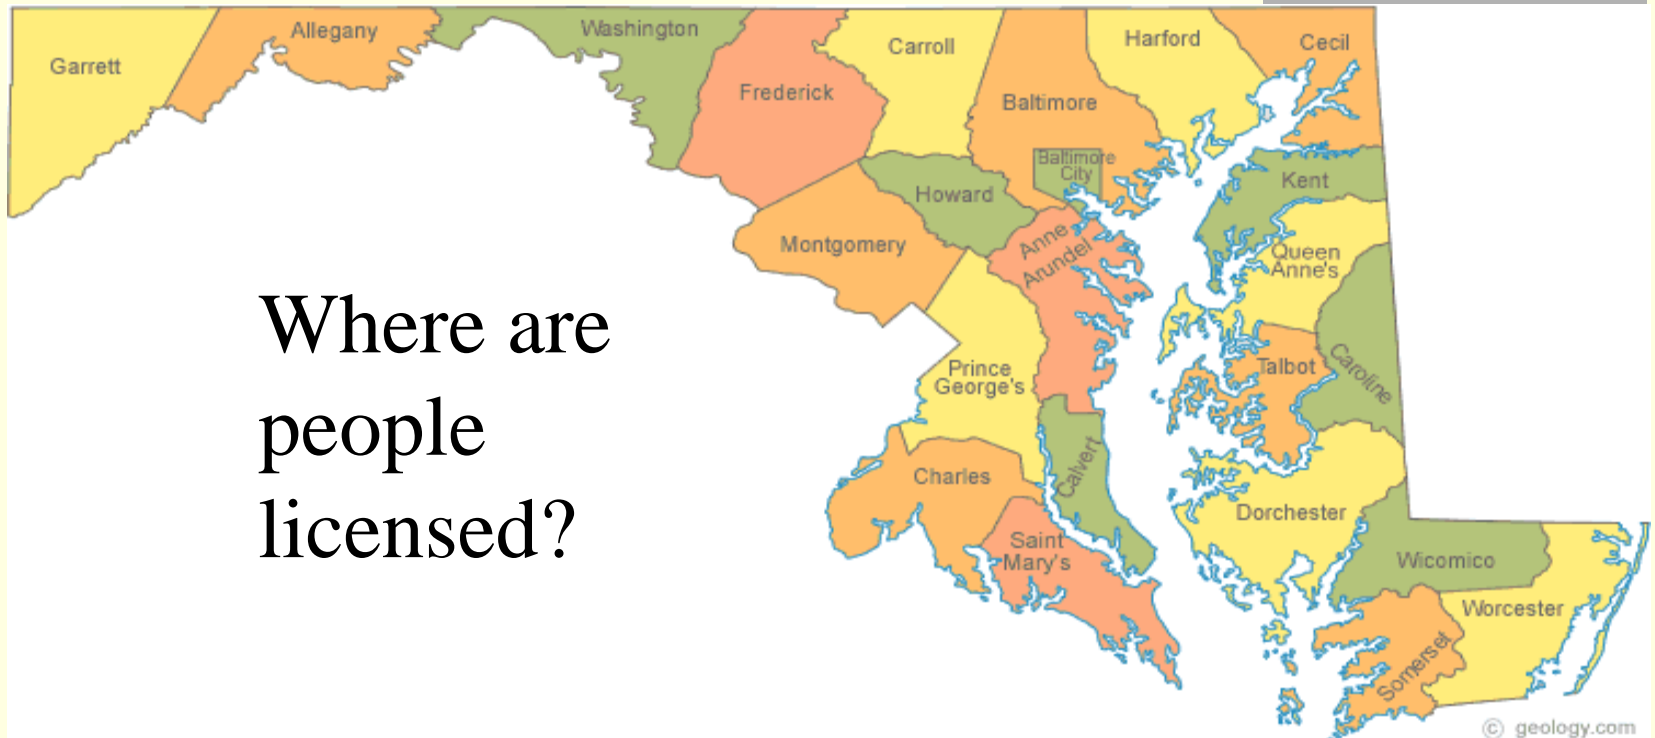 Garrett
Allegany
Washington
Frederick
Carroll
Baltimore
Harford
Cecil
Baltimore
City
Howard
Montgomery
Anne
Arundel
Kent
Queen
Anne's
Prince
George's
Talbot
Caroline
Charles
Calvert
Saint
Mary's
Dorchester
Wicomico
Worcester
Somerset
Where are
people
licensed?
© geology.com